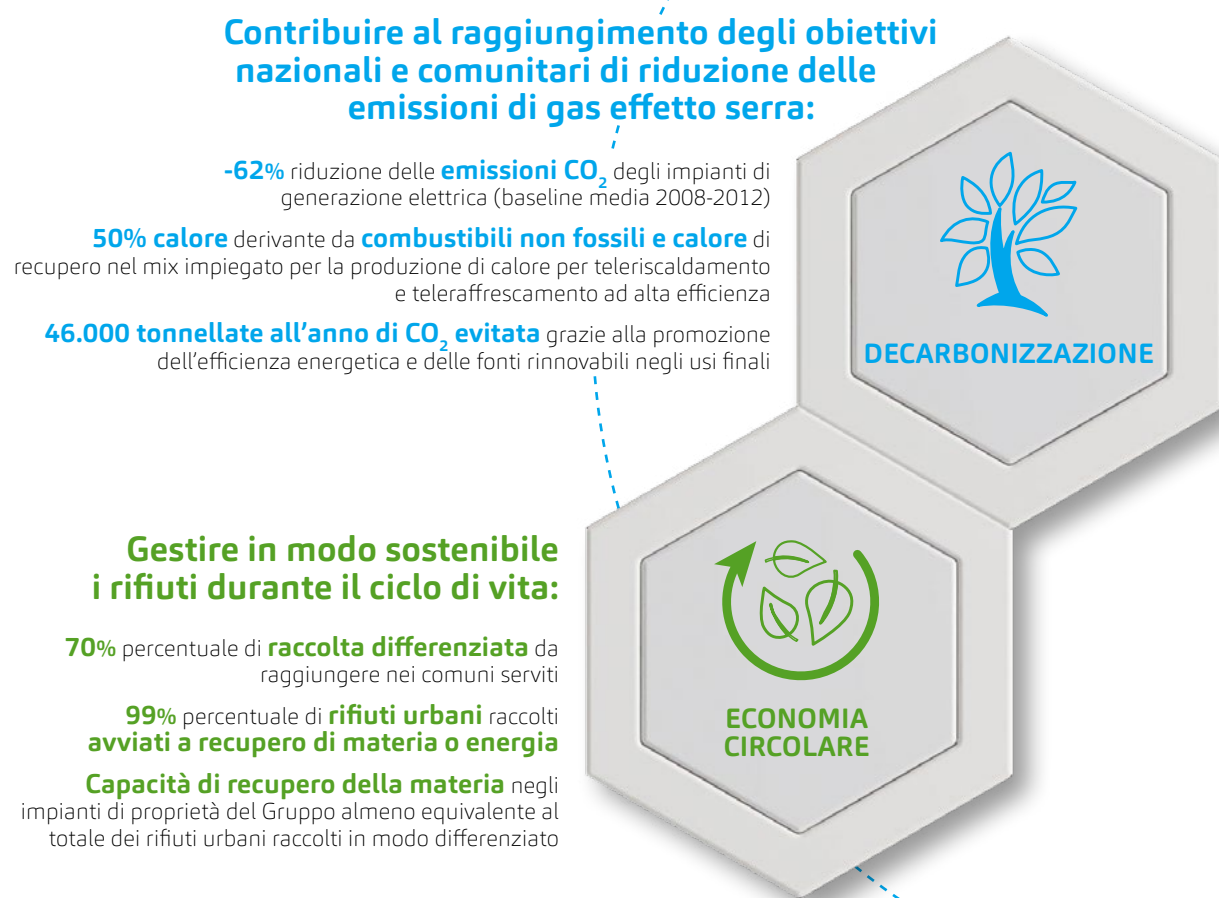 Contribuire al raggiungimento degli obiettivi
nazionali e comunitari di riduzione delle
emissioni di gas effetto serra:
-62% riduzione delle emissioni CO₂ degli impianti di
generazione elettrica (baseline media 2008-2012)
50% calore derivante da combustibili non fossili e calore di
recupero nel mix impiegato per la produzione di calore per teleriscaldamento
e teleraffrescamento ad alta efficienza
46.000 tonnellate all’anno di CO₂ evitata grazie alla promozione
dell’efficienza energetica e delle fonti rinnovabili negli usi finali
DECARBONIZZAZIONE
Gestire in modo sostenibile
i rifiuti durante il ciclo di vita:
70% percentuale di raccolta differenziata da
raggiungere nei comuni serviti
99% percentuale di rifiuti urbani raccolti
avviati a recupero di materia o energia
Capacità di recupero della materia negli
impianti di proprietà del Gruppo almeno equivalente al
totale dei rifiuti urbani raccolti in modo differenziato
ECONOMIA
CIRCOLARE